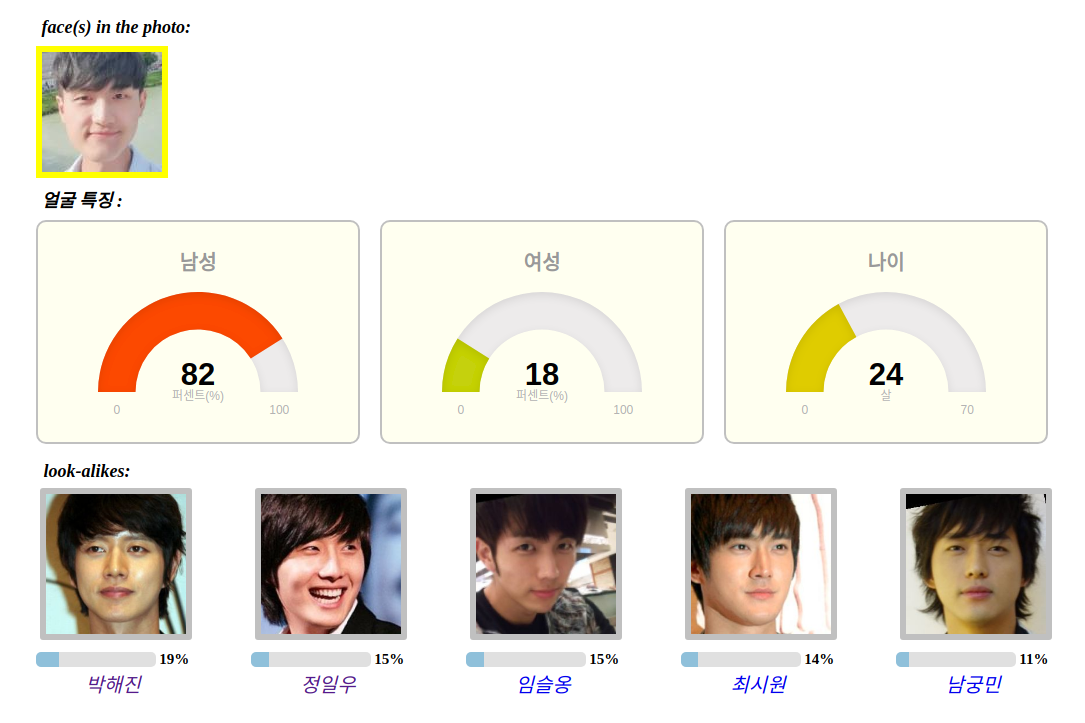 face(s) in the photo:
얼굴 특징 :
남성 여성 나이
82 18 24
퍼센트(%) 퍼센트(%) 살
0 100 0 100 0 70
look-alikes:
19% 15% 15% 14% 11%
박해진 정일우 임슬옹 최시원 남궁민